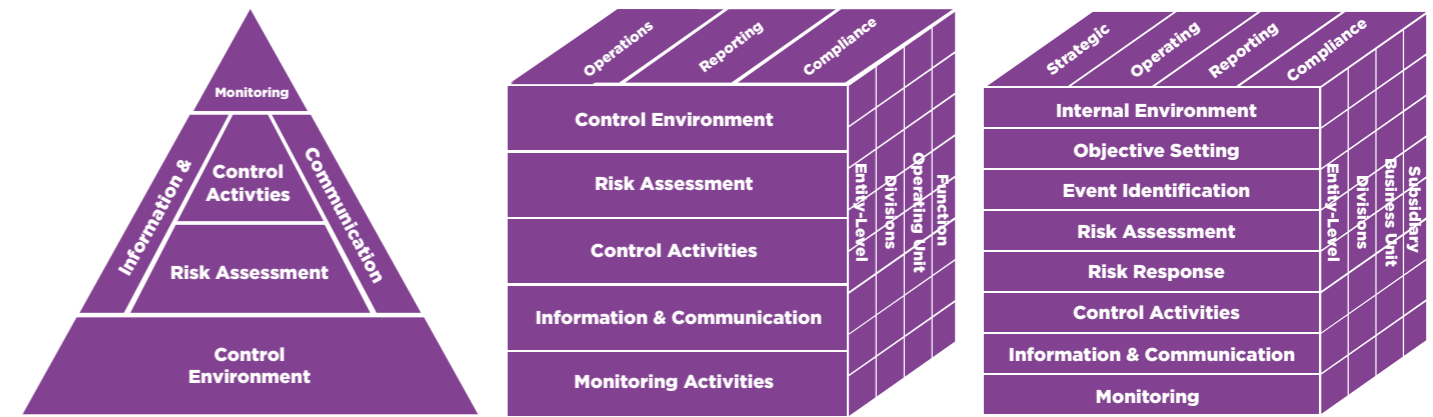 Monitoring
Information &
Control
Activties
Communication
Risk Assessment
Control
Environment
Operations
Reporting
Compliance
Control Environment
Risk Assessment
Control Activities
Information & Communication
Monitoring Activities
Entity-Level
Divisions
Operating Unit
Function
Strategic
Operating
Reporting
Compliance
Internal Environment
Objective Setting
Event Identification
Risk Assessment
Risk Response
Control Activities
Information & Communication
Monitoring
Entity-Level
Divisions
Business Unit
Subsidiary